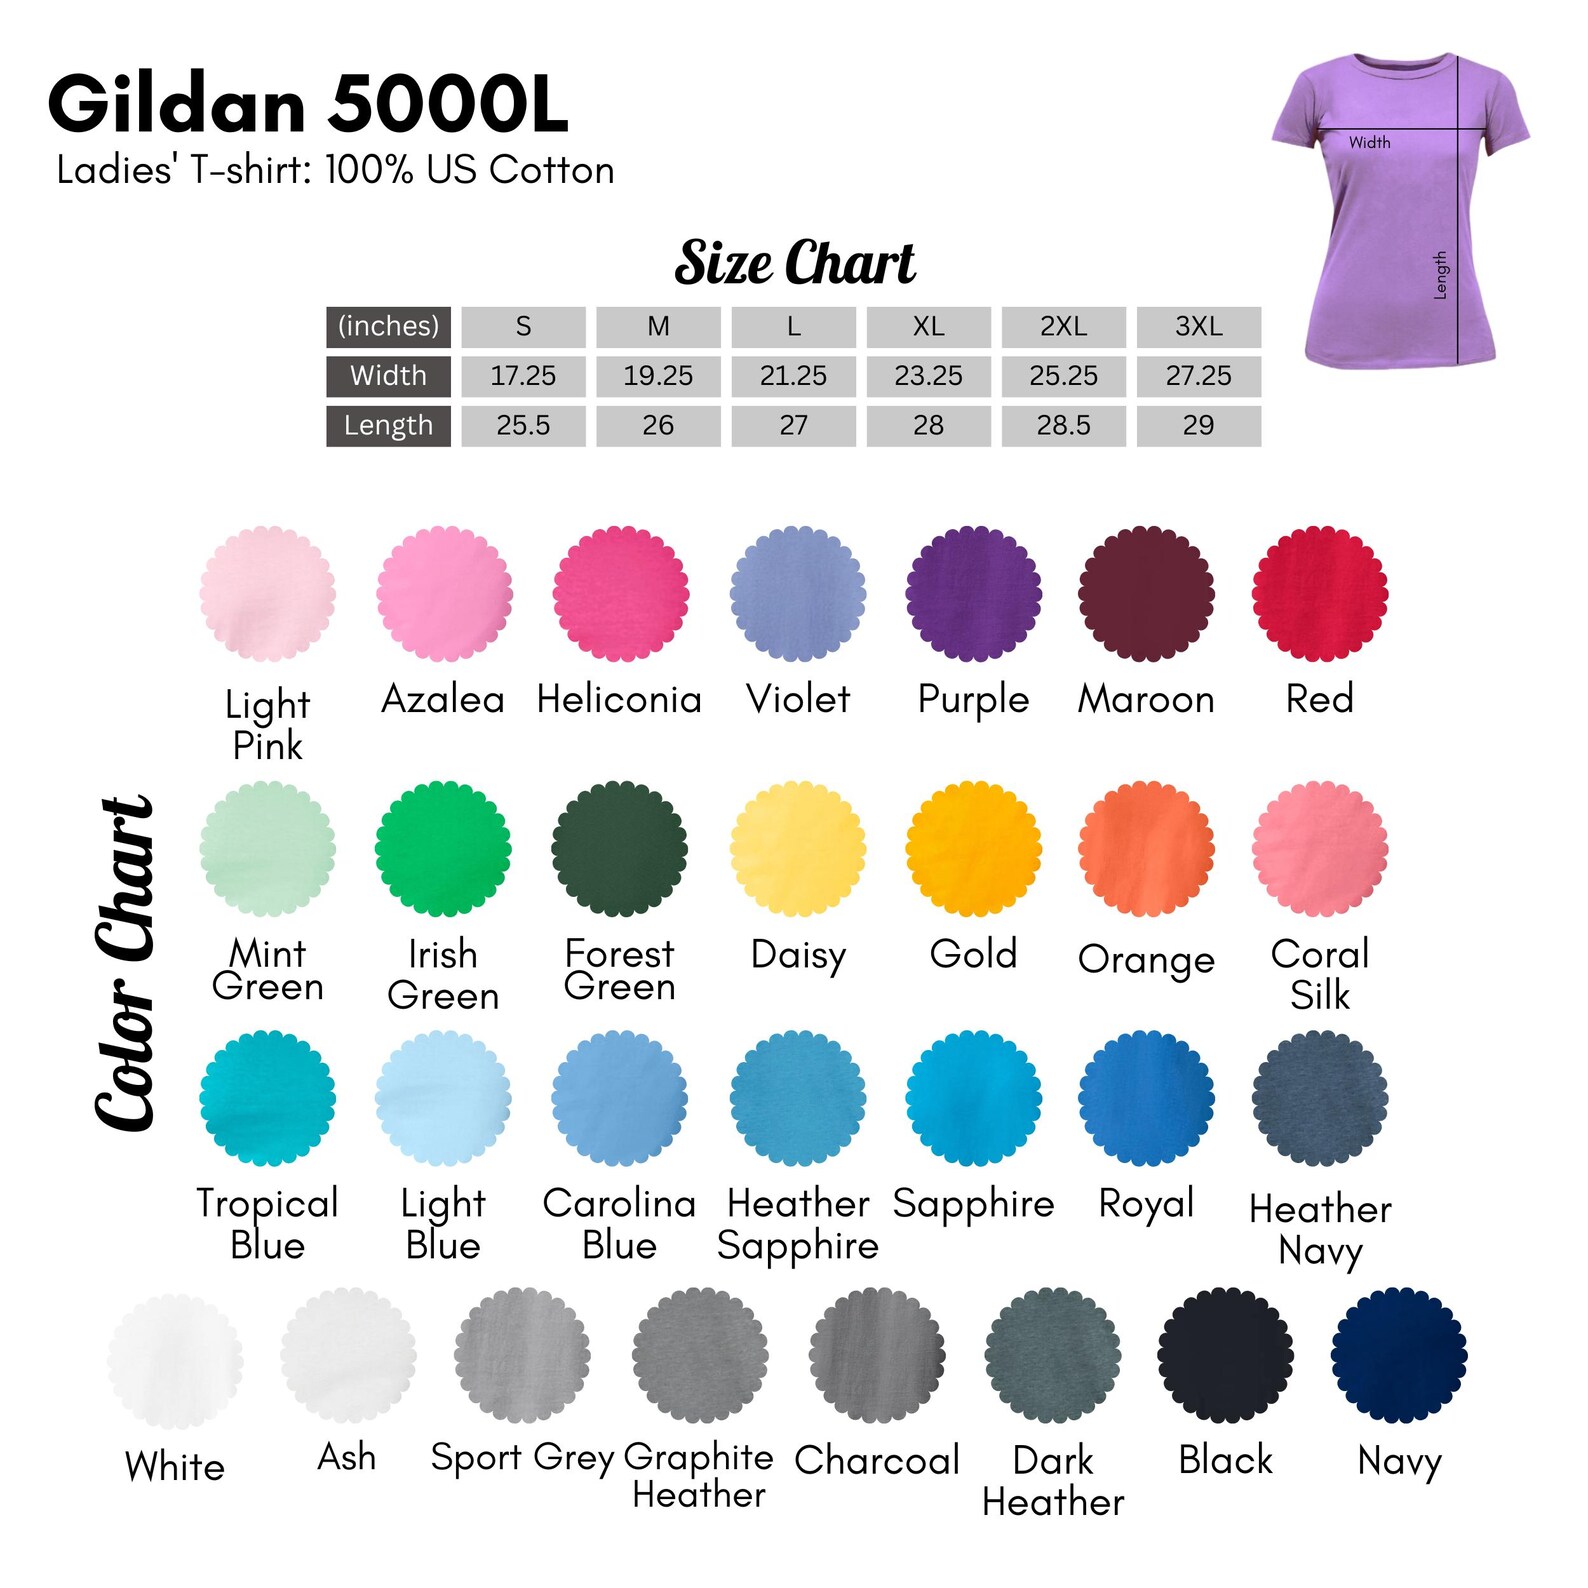 Gildan 5000L
Ladies' T-shirt: 100% US Cotton
Width
Length
Size Chart
(inches) S M L XL 2XL 3XL
Width 17.25 19.25 21.25 23.25 25.25 27.25
Length 25.5 26 27 28 28.5 29
Color Chart
Light Pink
Azalea
Heliconia
Violet
Purple
Maroon
Red
Mint Green
Irish Green
Forest Green
Daisy
Gold
Orange
Coral Silk
Tropical Blue
Light Blue
Carolina Blue
Heather Sapphire
Sapphire
Royal
Heather Navy
White
Ash
Sport Grey
Graphite Heather
Charcoal
Dark Heather
Black
Navy